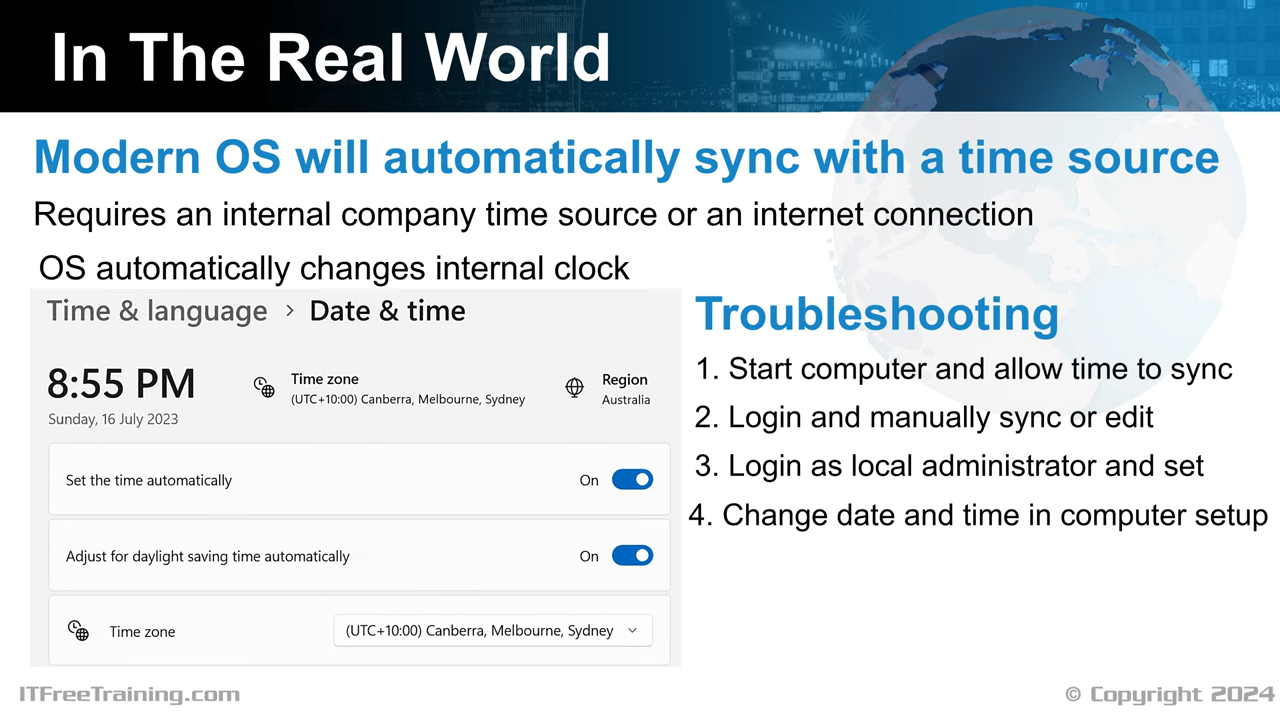 In The Real World
Modern OS will automatically sync with a time source
Requires an internal company time source or an internet connection
OS automatically changes internal clock
Time & language > Date & time
8:55 PM
Sunday, 16 July 2023
Time zone
(UTC+10:00) Canberra, Melbourne, Sydney
Region
Australia
Set the time automatically On
Adjust for daylight saving time automatically On
Time zone (UTC+10:00) Canberra, Melbourne, Sydney
Troubleshooting
1. Start computer and allow time to sync
2. Login and manually sync or edit
3. Login as local administrator and set
4. Change date and time in computer setup
ITFreeTraining.com
© Copyright 2024